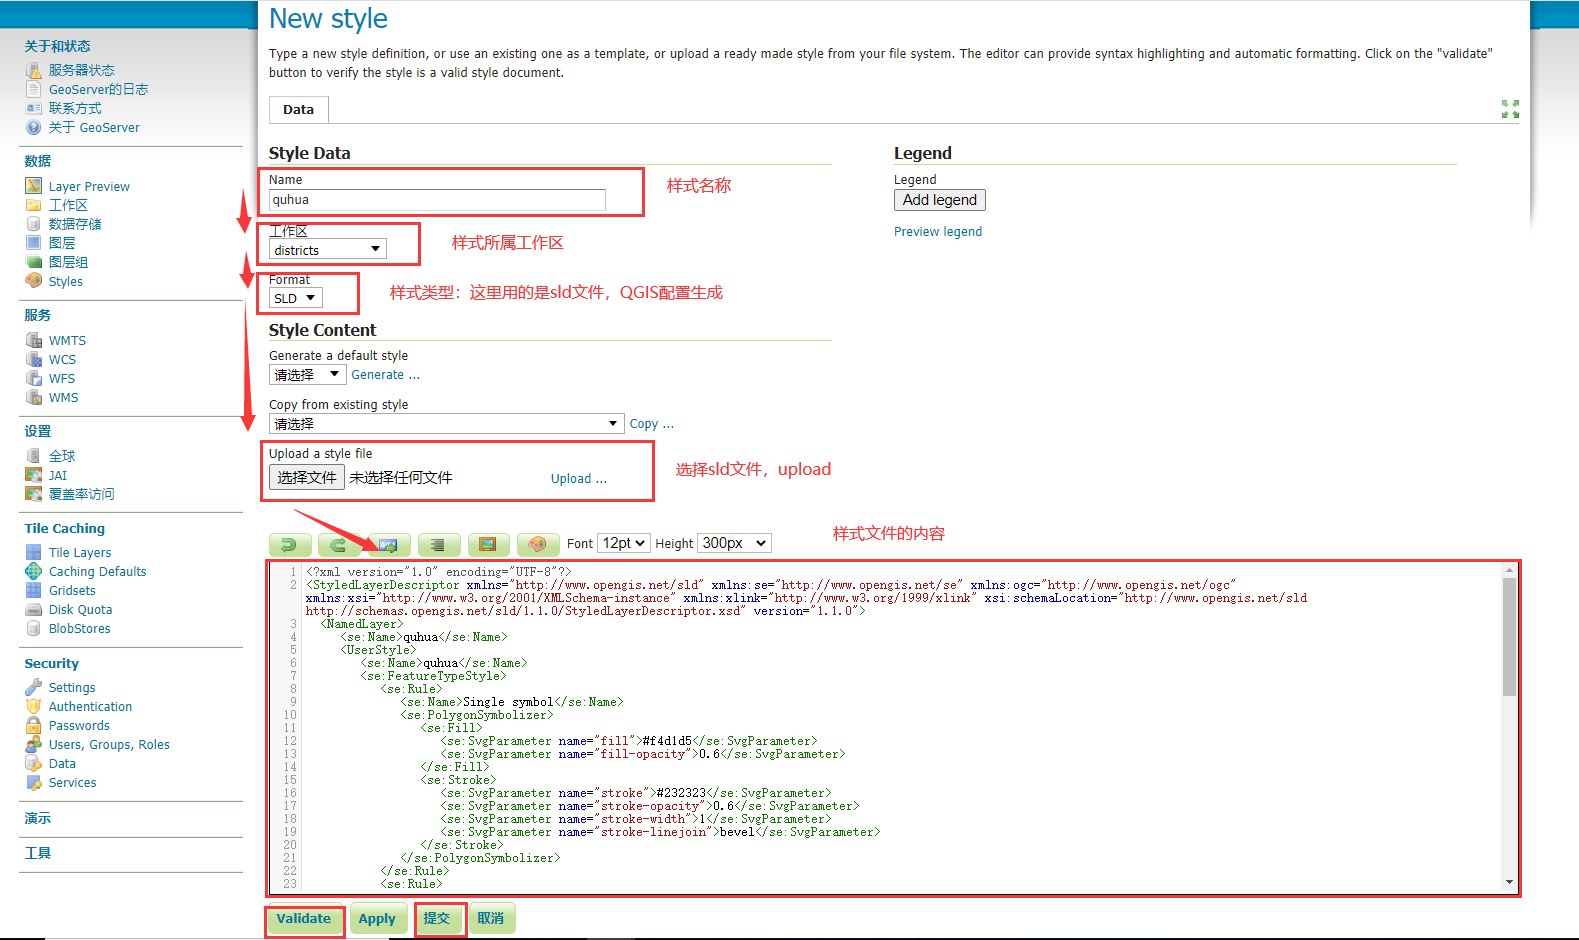 New style
Type a new style definition, or use an existing one as a template, or upload a ready made style from your file system. The editor can provide syntax highlighting and automatic formatting. Click on the "validate"
button to verify the style is a valid style document.
关于和状态
服务器状态
GeoServer的日志
联系方式
关于 GeoServer
数据
Layer Preview
工作区
数据存储
图层
图层组
Styles
服务
WMTS
WCS
WFS
WMS
设置
全球
JAI
覆盖率访问
Tile Caching
Tile Layers
Caching Defaults
Gridsets
Disk Quota
BlobStores
Security
Settings
Authentication
Passwords
Users, Groups, Roles
Data
Services
演示
工具
Data
Style Data
Name
quhua
样式名称
工作区
districts
样式所属工作区
Format
SLD
样式类型：这里用的是sld文件，QGIS配置生成
Legend
Legend
Add legend
Preview legend
Style Content
Generate a default style
请选择 Generate ...
Copy from existing style
请选择 Copy ...
Upload a style file
选择文件 未选择任何文件 Upload ...
选择sld文件，upload
Font 12pt Height 300px
样式文件的内容
1 <?xml version="1.0" encoding="UTF-8"?>
2 <StyledLayerDescriptor xmlns="http://www.opengis.net/sld" xmlns:se="http://www.opengis.net/se" xmlns:ogc="http://www.opengis.net/ogc"
xmlns:xsi="http://www.w3.org/2001/XMLSchema-instance" xmlns:xlink="http://www.w3.org/1999/xlink" xsi:schemaLocation="http://www.opengis.net/sld
http://schemas.opengis.net/sld/1.1.0/StyledLayerDescriptor.xsd" version="1.1.0">
3 <NamedLayer>
4 <se:Name>quhua</se:Name>
5 <UserStyle>
6 <se:Name>quhua</se:Name>
7 <se:FeatureTypeStyle>
8 <se:Rule>
9 <se:Name>Single symbol</se:Name>
10 <se:PolygonSymbolizer>
11 <se:Fill>
12 <se:SvgParameter name="fill">#f4d1d5</se:SvgParameter>
13 <se:SvgParameter name="fill-opacity">0.6</se:SvgParameter>
14 </se:Fill>
15 <se:Stroke>
16 <se:SvgParameter name="stroke">#232323</se:SvgParameter>
17 <se:SvgParameter name="stroke-opacity">0.6</se:SvgParameter>
18 <se:SvgParameter name="stroke-width">1</se:SvgParameter>
19 <se:SvgParameter name="stroke-linejoin">bevel</se:SvgParameter>
20 </se:Stroke>
21 </se:PolygonSymbolizer>
22 </se:Rule>
23 <se:Rule>
Validate Apply 提交 取消